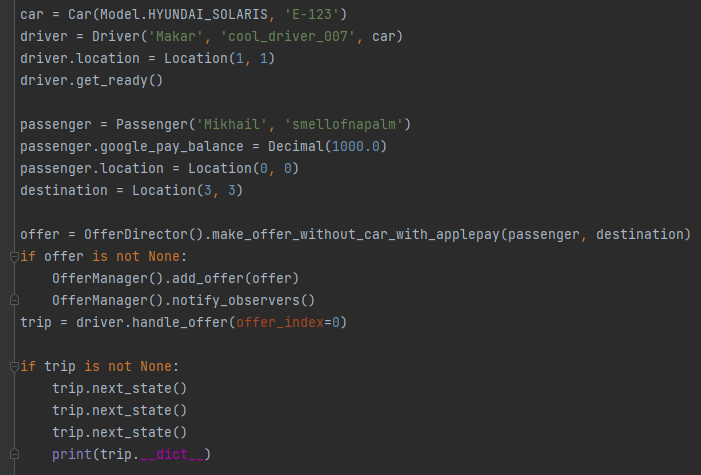 car = Car(Model.HYUNDAI_SOLARIS, 'E-123')
driver = Driver('Makar', 'cool_driver_007', car)
driver.location = Location(1, 1)
driver.get_ready()
passenger = Passenger('Mikhail', 'smellofnapalm')
passenger.google_pay_balance = Decimal(1000.0)
passenger.location = Location(0, 0)
destination = Location(3, 3)
offer = OfferDirector().make_offer_without_car_with_applepay(passenger, destination)
if offer is not None:
    OfferManager().add_offer(offer)
    OfferManager().notify_observers()
trip = driver.handle_offer(offer_index=0)
if trip is not None:
    trip.next_state()
    trip.next_state()
    trip.next_state()
    print(trip.__dict__)